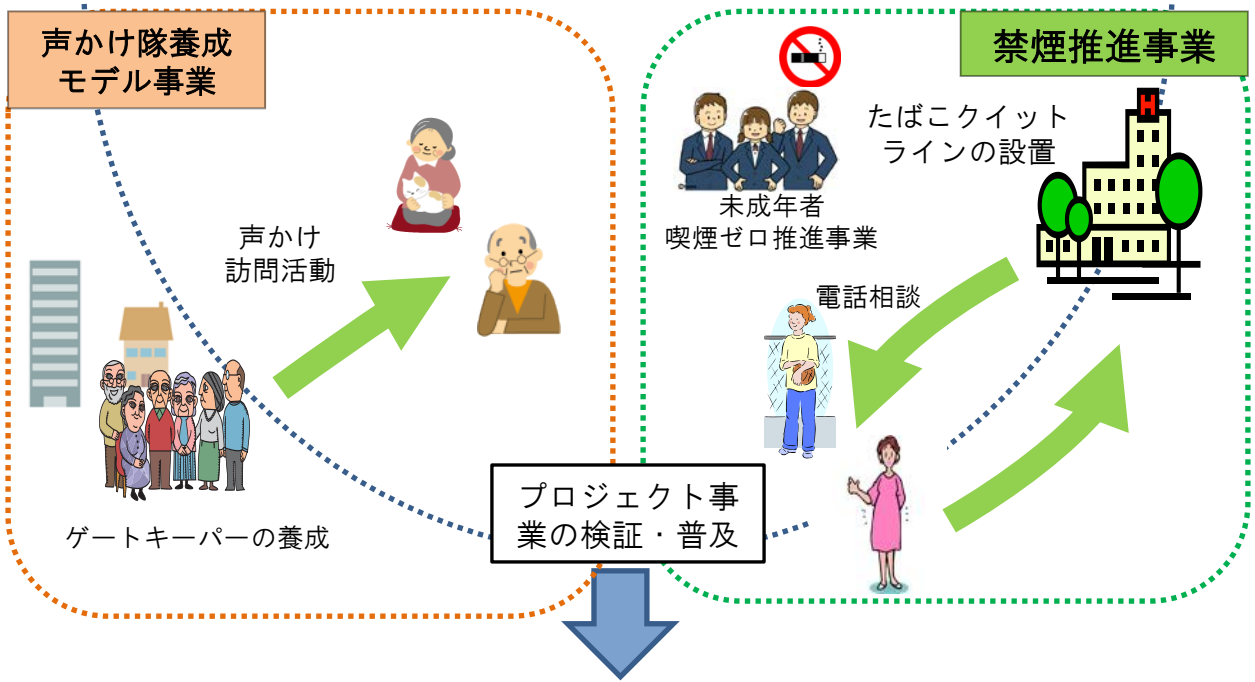 声かけ隊養成
モデル事業
声かけ
訪問活動
ゲートキーパーの養成
禁煙推進事業
たばこクイット
ラインの設置
H
未成年者
喫煙ゼロ推進事業
電話相談
プロジェクト事
業の検証・普及